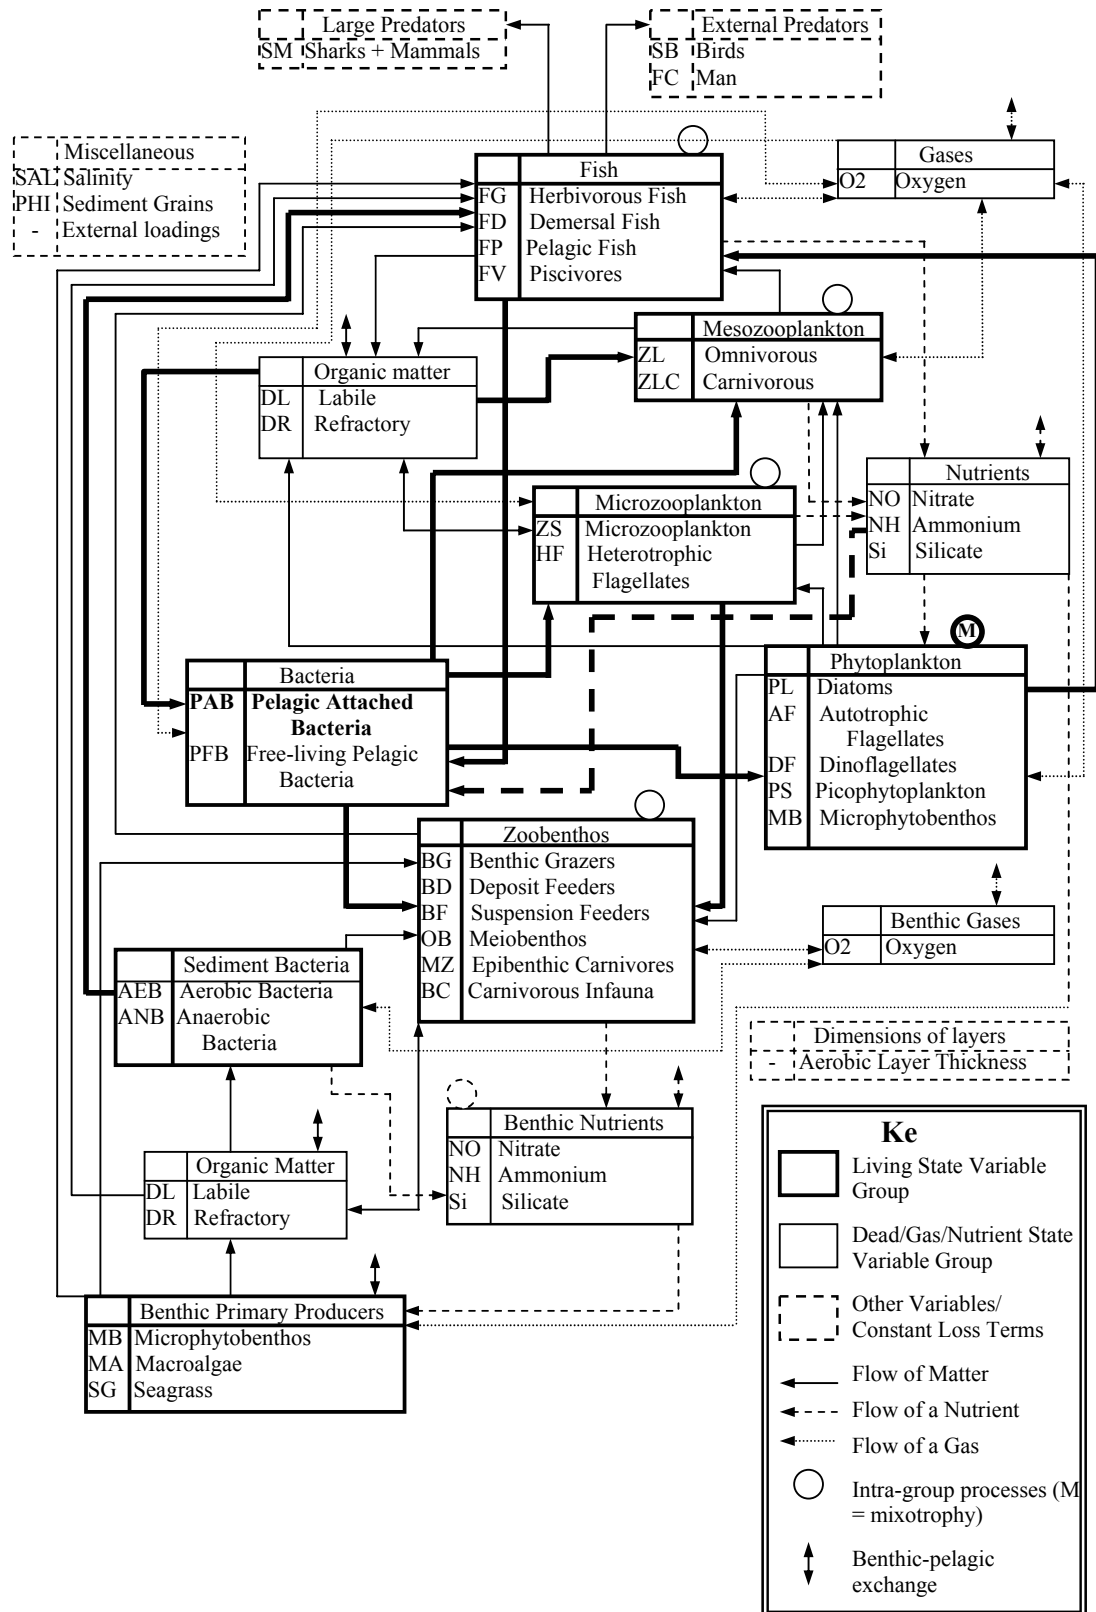 Large Predators
SM Sharks + Mammals
External Predators
SB Birds
FC Man
Miscellaneous
SAL Salinity
PHI Sediment Grains
- External loadings
Fish
FG Herbivorous Fish
FD Demersal Fish
FP Pelagic Fish
FV Piscivores
Gases
O2 Oxygen
Mesozooplankton
ZL Omnivorous
ZLC Carnivorous
Organic matter
DL Labile
DR Refractory
Nutrients
NO Nitrate
NH Ammonium
Si Silicate
Microzooplankton
ZS Microzooplankton
HF Heterotrophic
Flagellates
M
Phytoplankton
PL Diatoms
AF Autotrophic
Flagellates
DF Dinoflagellates
PS Picophytoplankton
MB Microphytobenthos
Bacteria
PAB Pelagic Attached
Bacteria
PFB Free-living Pelagic
Bacteria
Zoobenthos
BG Benthic Grazers
BD Deposit Feeders
BF Suspension Feeders
OB Meiobenthos
MZ Epibenthic Carnivores
BC Carnivorous Infauna
Benthic Gases
O2 Oxygen
Sediment Bacteria
AEB Aerobic Bacteria
ANB Anaerobic
Bacteria
Dimensions of layers
- Aerobic Layer Thickness
Benthic Nutrients
NO Nitrate
NH Ammonium
Si Silicate
Organic Matter
DL Labile
DR Refractory
Benthic Primary Producers
MB Microphytobenthos
MA Macroalgae
SG Seagrass
Ke
Living State Variable
Group
Dead/Gas/Nutrient State
Variable Group
Other Variables/
Constant Loss Terms
Flow of Matter
Flow of a Nutrient
Flow of a Gas
Intra-group processes (M
= mixotrophy)
Benthic-pelagic
exchange